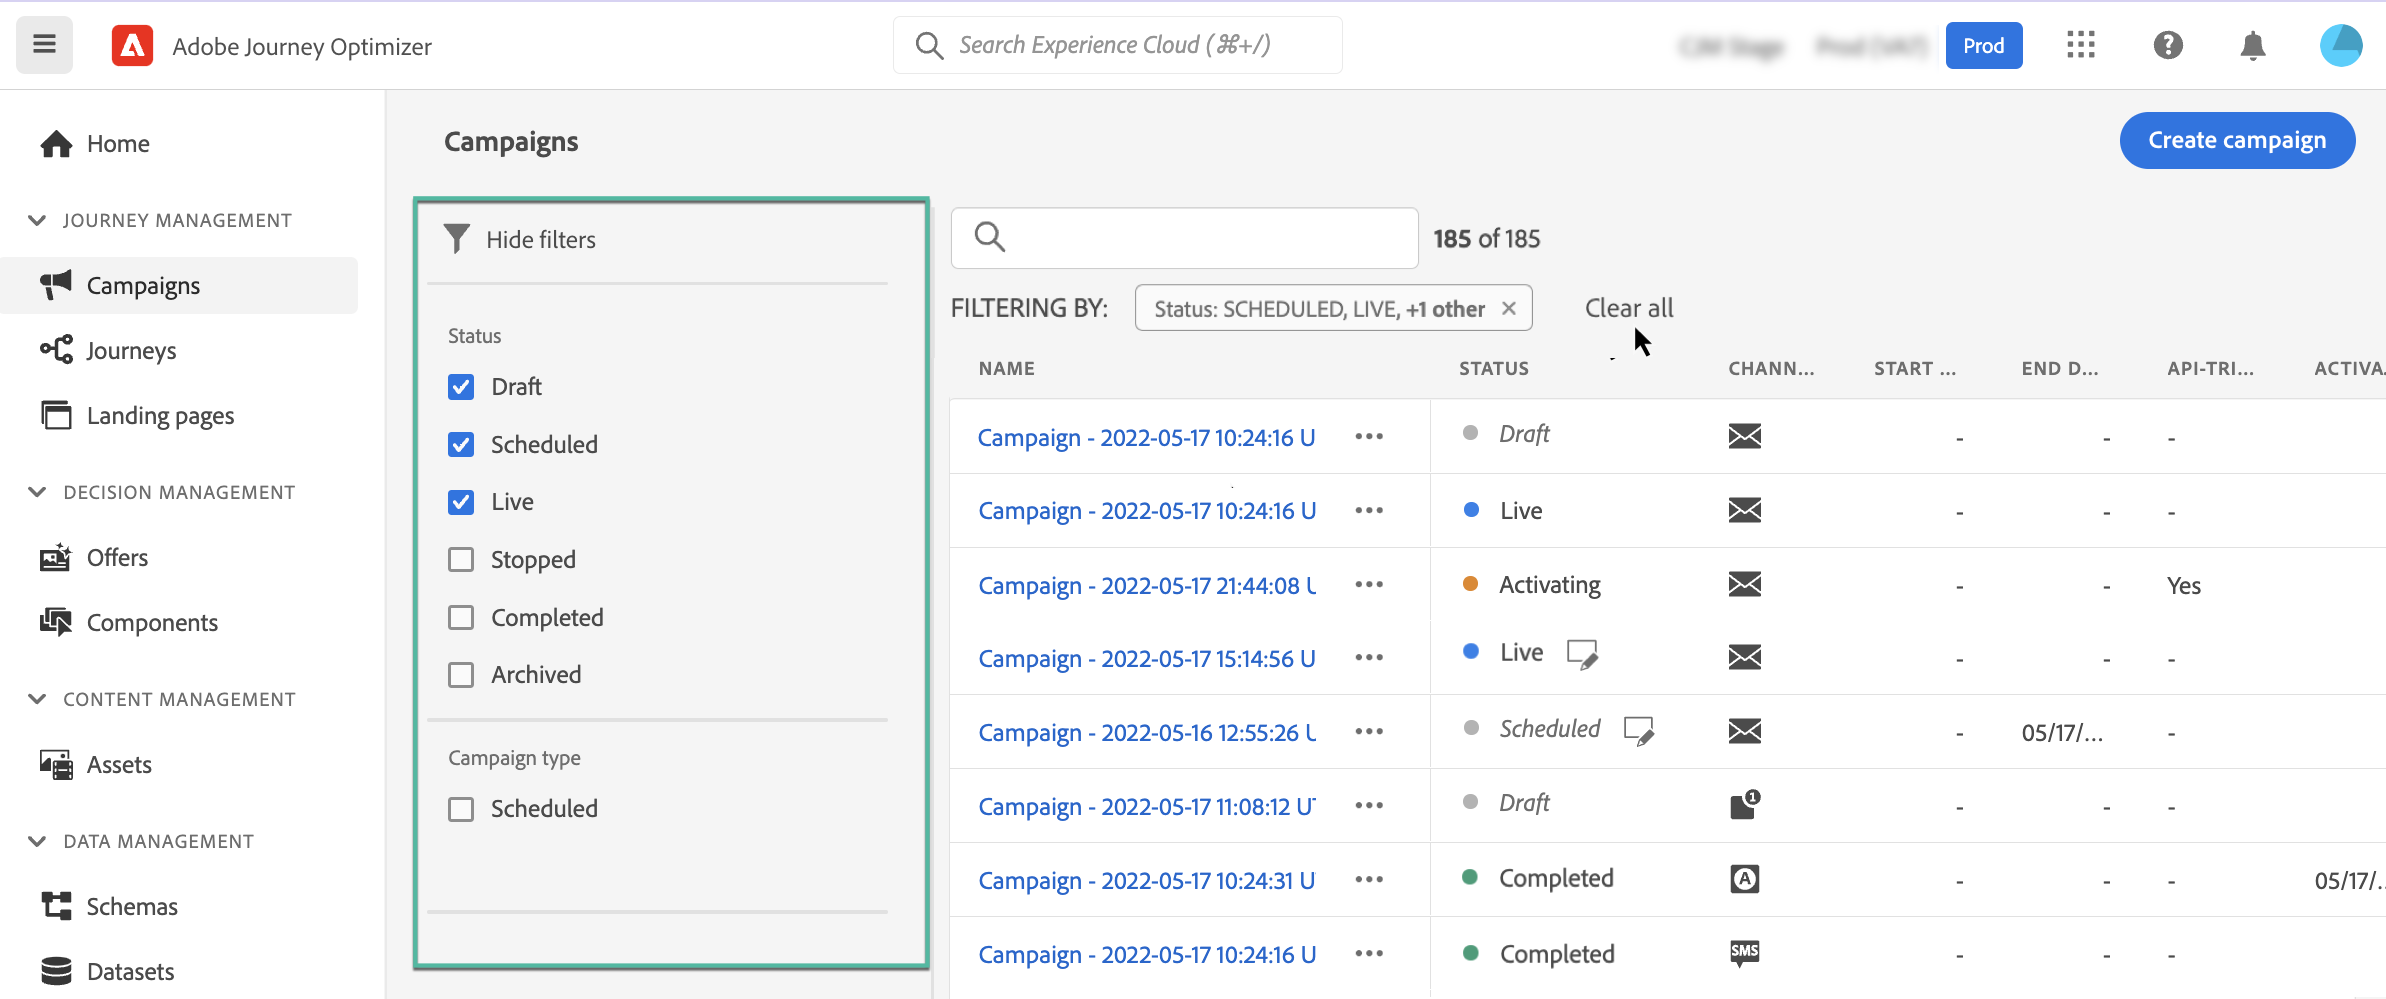 Adobe Journey Optimizer
Search Experience Cloud (⌘+/)
Prod
Home
JOURNEY MANAGEMENT
Campaigns
Journeys
Landing pages
DECISION MANAGEMENT
Offers
Components
CONTENT MANAGEMENT
Assets
DATA MANAGEMENT
Schemas
Datasets
Campaigns
Create campaign
Hide filters
Status
Draft
Scheduled
Live
Stopped
Completed
Archived
Campaign type
Scheduled
185 of 185
FILTERING BY: Status: SCHEDULED, LIVE, +1 other Clear all
NAME STATUS CHANN... START ... END D... API-TRI... ACTIVA
Campaign - 2022-05-17 10:24:16 U ••• Draft - - -
Campaign - 2022-05-17 10:24:16 U ••• Live - - -
Campaign - 2022-05-17 21:44:08 U ••• Activating - - Yes
Campaign - 2022-05-17 15:14:56 U ••• Live - - -
Campaign - 2022-05-16 12:55:26 U ••• Scheduled - 05/17/... -
Campaign - 2022-05-17 11:08:12 UT ••• Draft 1 - - -
Campaign - 2022-05-17 10:24:31 U ••• Completed A - - - 05/17/..
Campaign - 2022-05-17 10:24:16 U ••• Completed SMS - - -